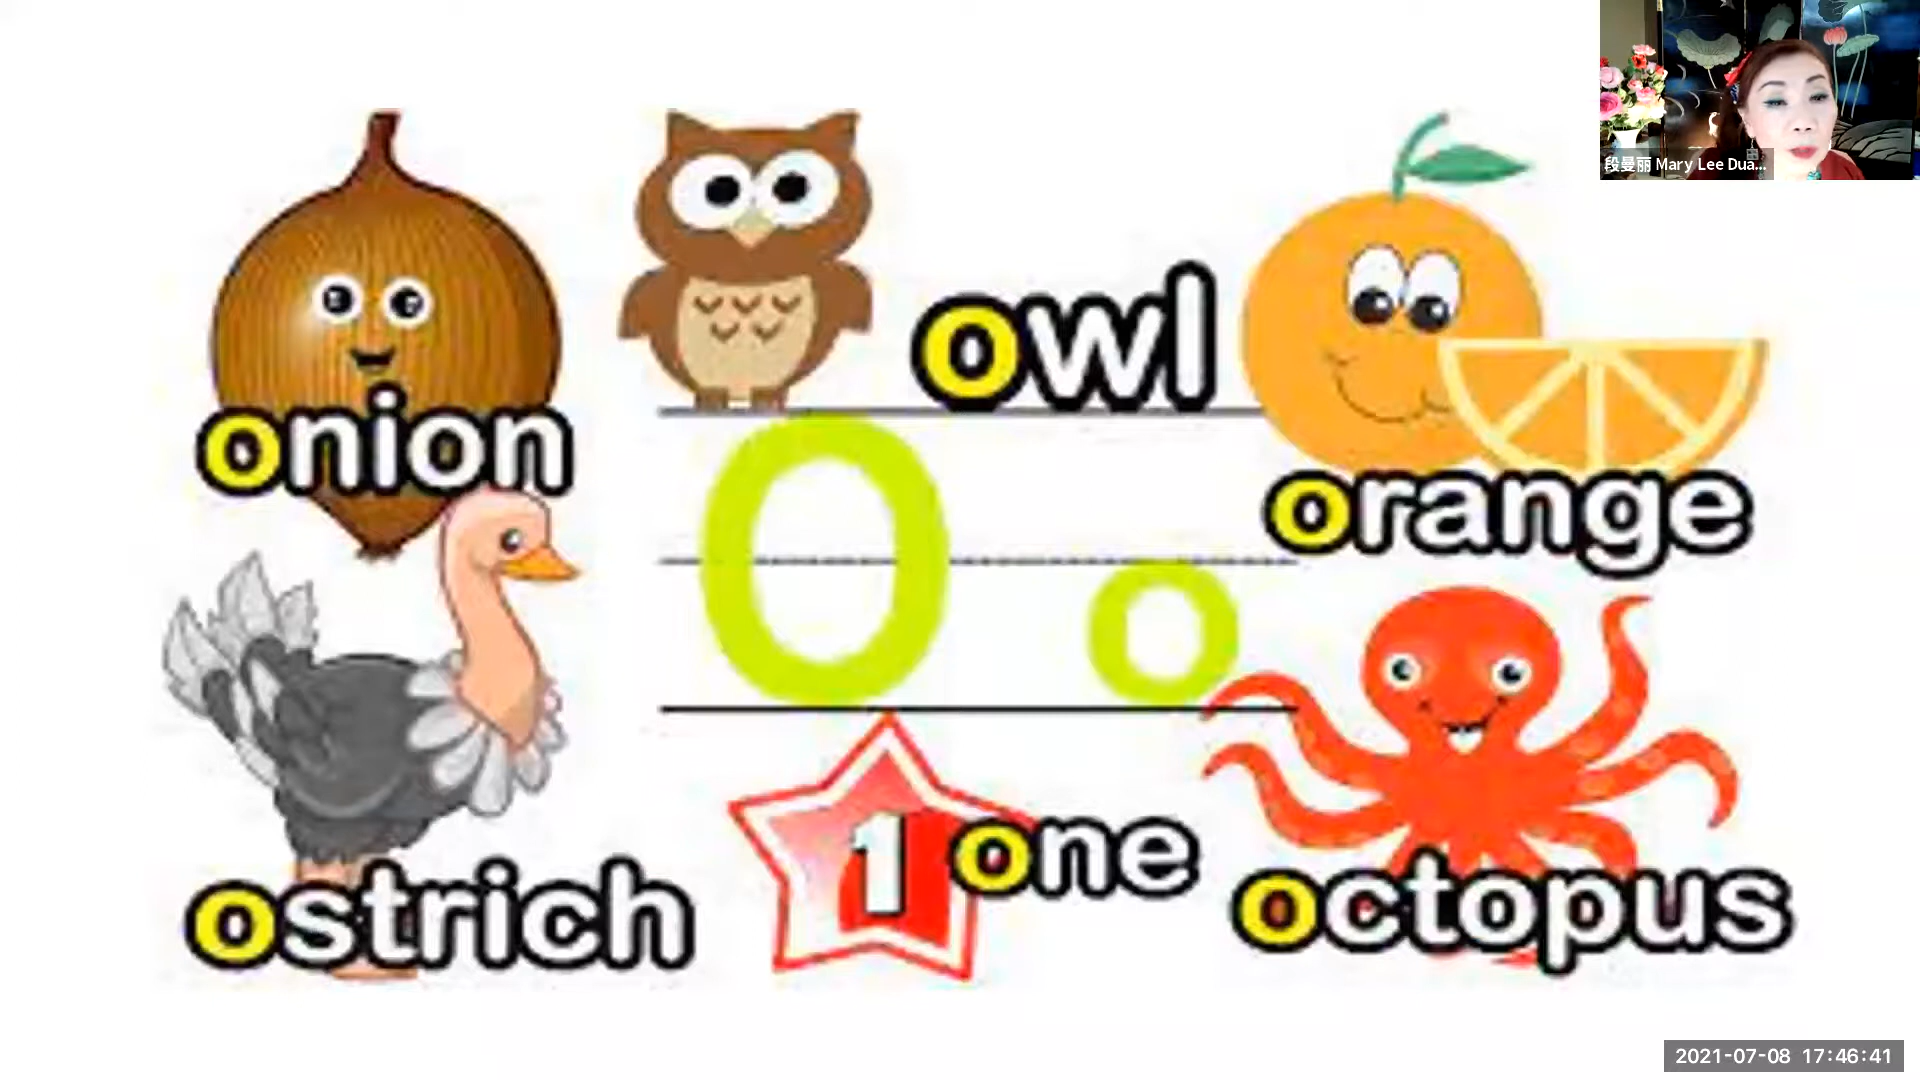 段曼丽 Mary Lee Dua...
owl
onion
orange
O o
1 one
ostrich
octopus
2021-07-08 17:46:41